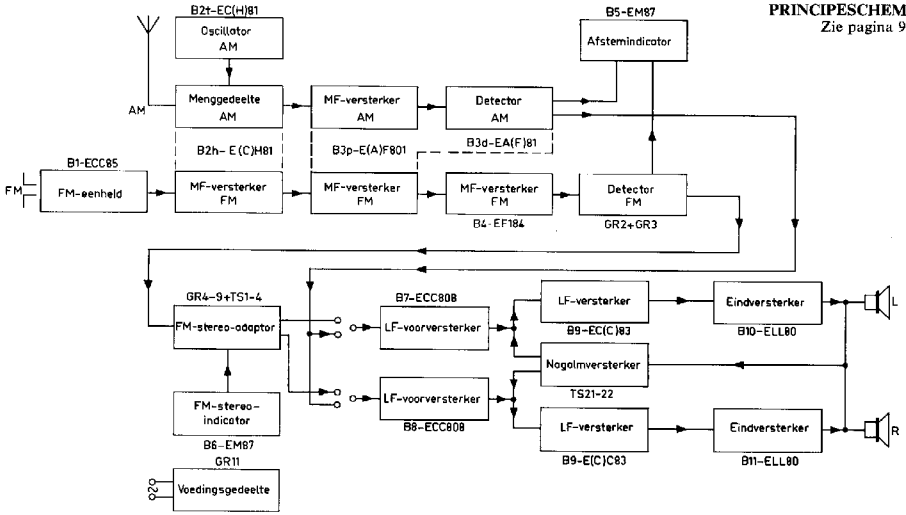 PRINCIPESCHEM
Zie pagina 9
B2t-EC(H)81
Oscillator
AM
B5-EM87
Afstemindicator
AM
Menggedeelte
AM
MF-versterker
AM
Detector
AM
B2h-E(C)H81
B3p-E(A)F801
B3d-EA(F)81
B1-ECC85
FM
FM-eenheid
MF-versterker
FM
MF-versterker
FM
MF-versterker
FM
Detector
FM
B4-EF184
GR2+GR3
GR4-9+TS1-4
FM-stereo-adaptor
B7-ECC808
LF-voorversterker
LF-versterker
B9-EC(C)83
Eindversterker
B10-ELL80
L
Nagalmversterker
TS21-22
FM-stereo-
indicator
B6-EM87
LF-voorversterker
B8-ECC808
LF-versterker
B9-E(C)C83
Eindversterker
B11-ELL80
R
GR11
Voedingsgedeelte